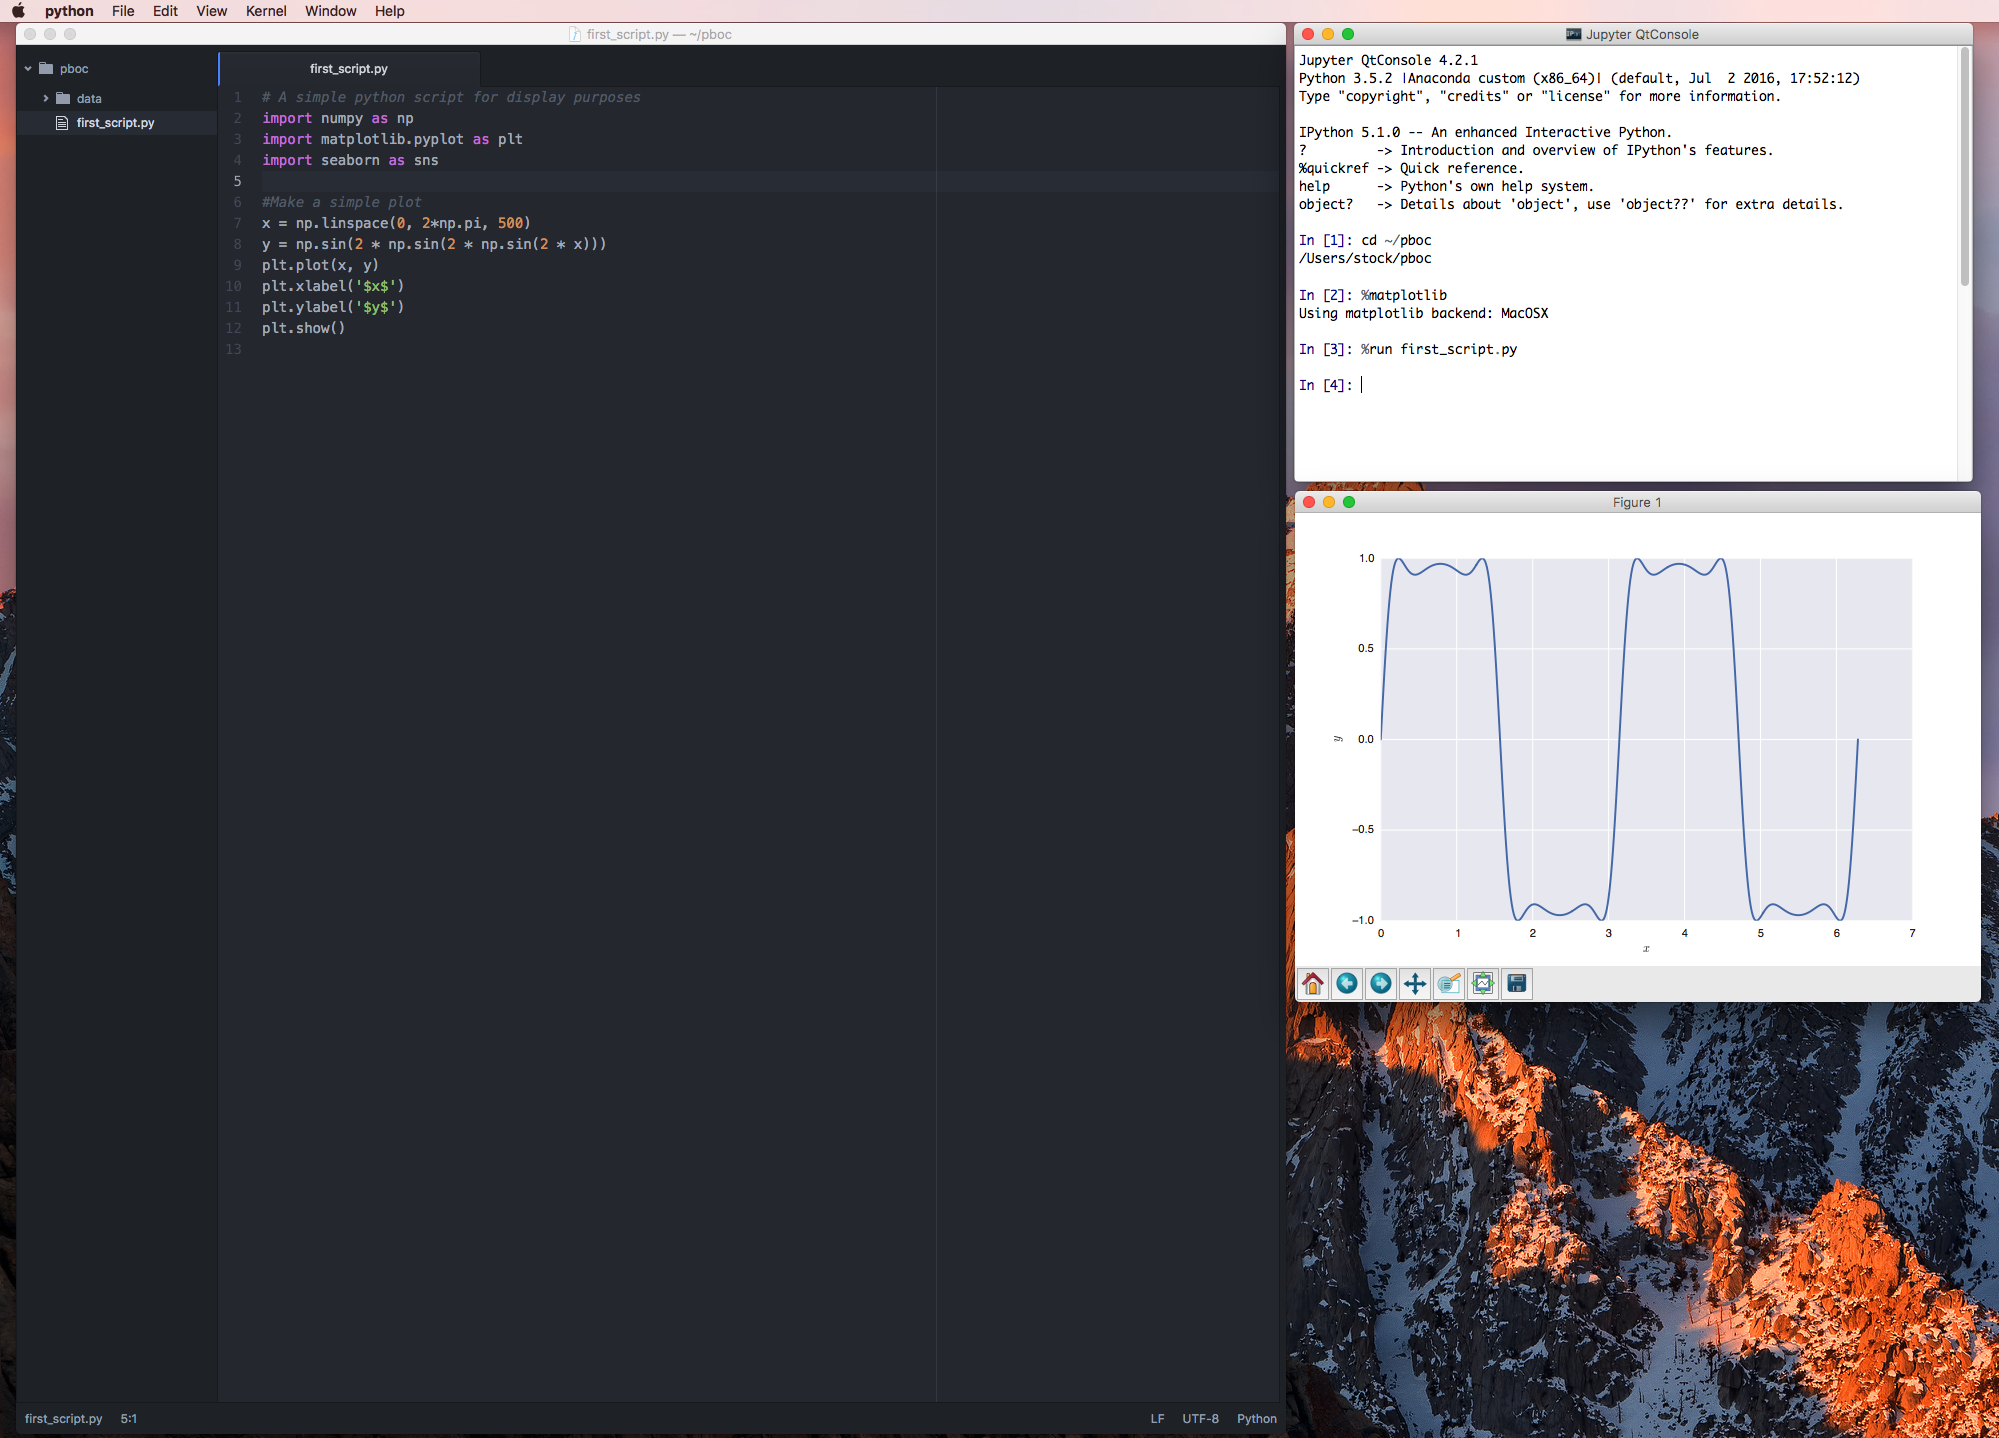 python File Edit View Kernel Window Help
first_script.py — ~/pboc
pboc
data
first_script.py
first_script.py
1 # A simple python script for display purposes
2 import numpy as np
3 import matplotlib.pyplot as plt
4 import seaborn as sns
5
6 #Make a simple plot
7 x = np.linspace(0, 2*np.pi, 500)
8 y = np.sin(2 * np.sin(2 * np.sin(2 * x)))
9 plt.plot(x, y)
10 plt.xlabel('$x$')
11 plt.ylabel('$y$')
12 plt.show()
13
first_script.py 5:1
LF UTF-8 Python
Jupyter QtConsole
Jupyter QtConsole 4.2.1
Python 3.5.2 |Anaconda custom (x86_64)| (default, Jul  2 2016, 17:52:12)
Type "copyright", "credits" or "license" for more information.
IPython 5.1.0 -- An enhanced Interactive Python.
?         -> Introduction and overview of IPython's features.
%quickref -> Quick reference.
help      -> Python's own help system.
object?   -> Details about 'object', use 'object??' for extra details.
In [1]: cd ~/pboc
/Users/stock/pboc
In [2]: %matplotlib
Using matplotlib backend: MacOSX
In [3]: %run first_script.py
In [4]:
Figure 1
1.0
0.5
0.0
−0.5
−1.0
y
0 1 2 3 4 5 6 7
x